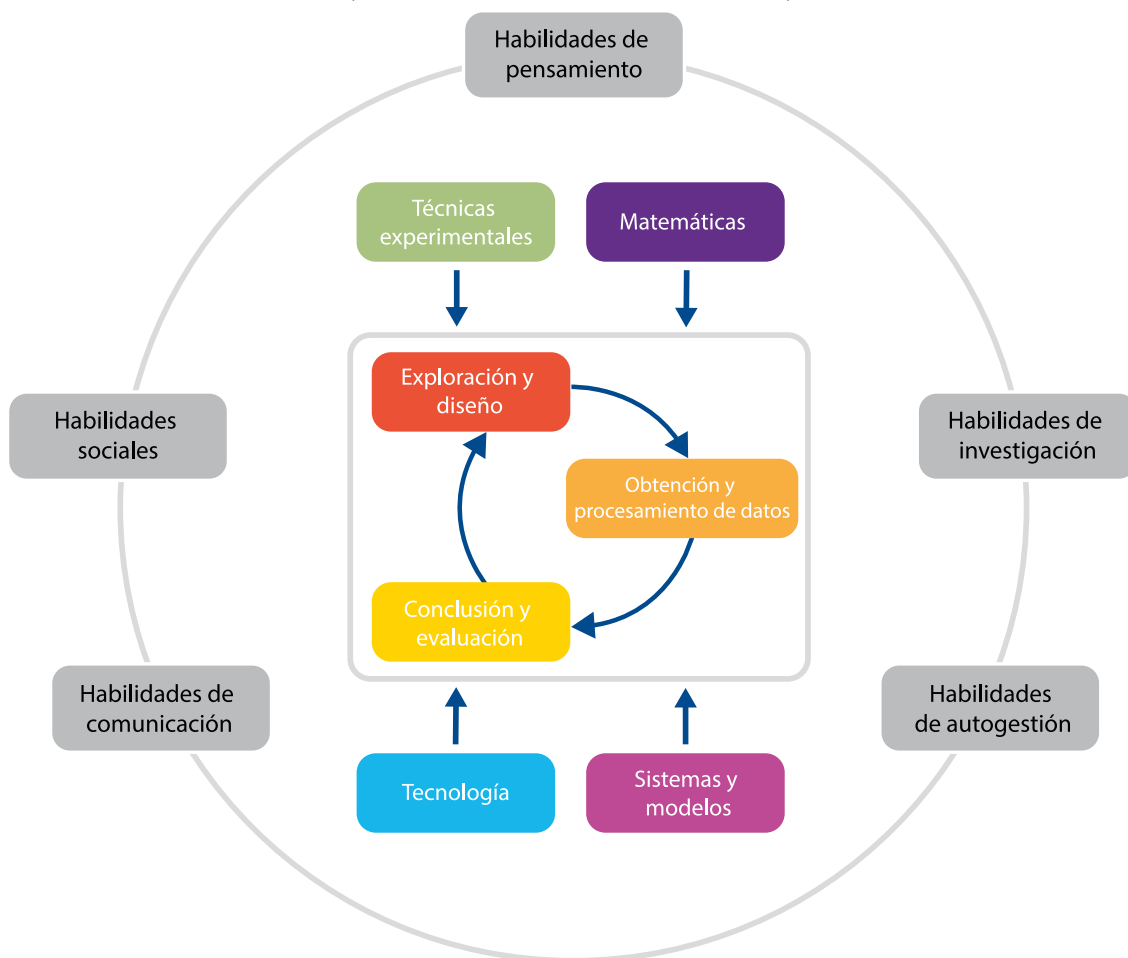 Habilidades de
pensamiento
Técnicas
experimentales
Matemáticas
Exploración y
diseño
Habilidades
sociales
Habilidades de
investigación
Obtención y
procesamiento de datos
Conclusión y
evaluación
Habilidades de
comunicación
Habilidades
de autogestión
Tecnología
Sistemas y
modelos